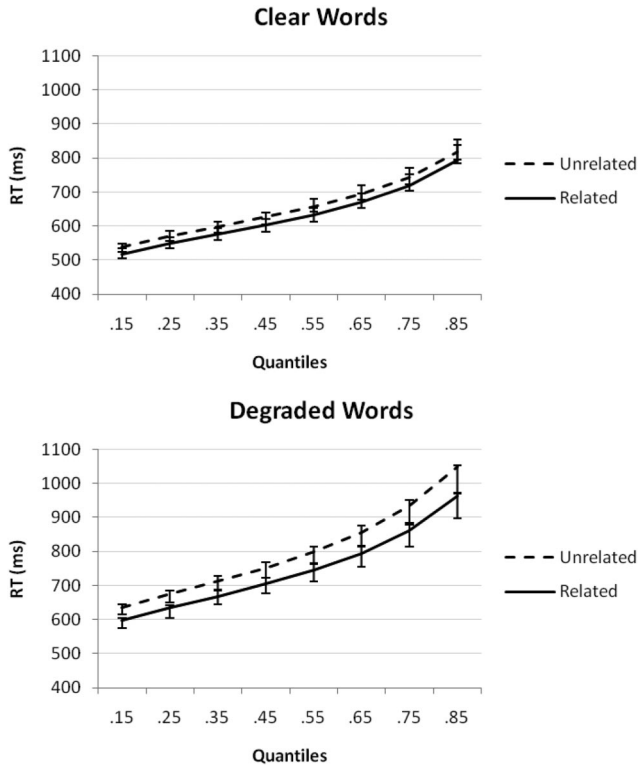 Clear Words
1100
1000
900
800
700
600
500
400
RT (ms)
.15 .25 .35 .45 .55 .65 .75 .85
Quantiles
Unrelated
Related
Degraded Words
1100
1000
900
800
700
600
500
400
RT (ms)
.15 .25 .35 .45 .55 .65 .75 .85
Quantiles
Unrelated
Related